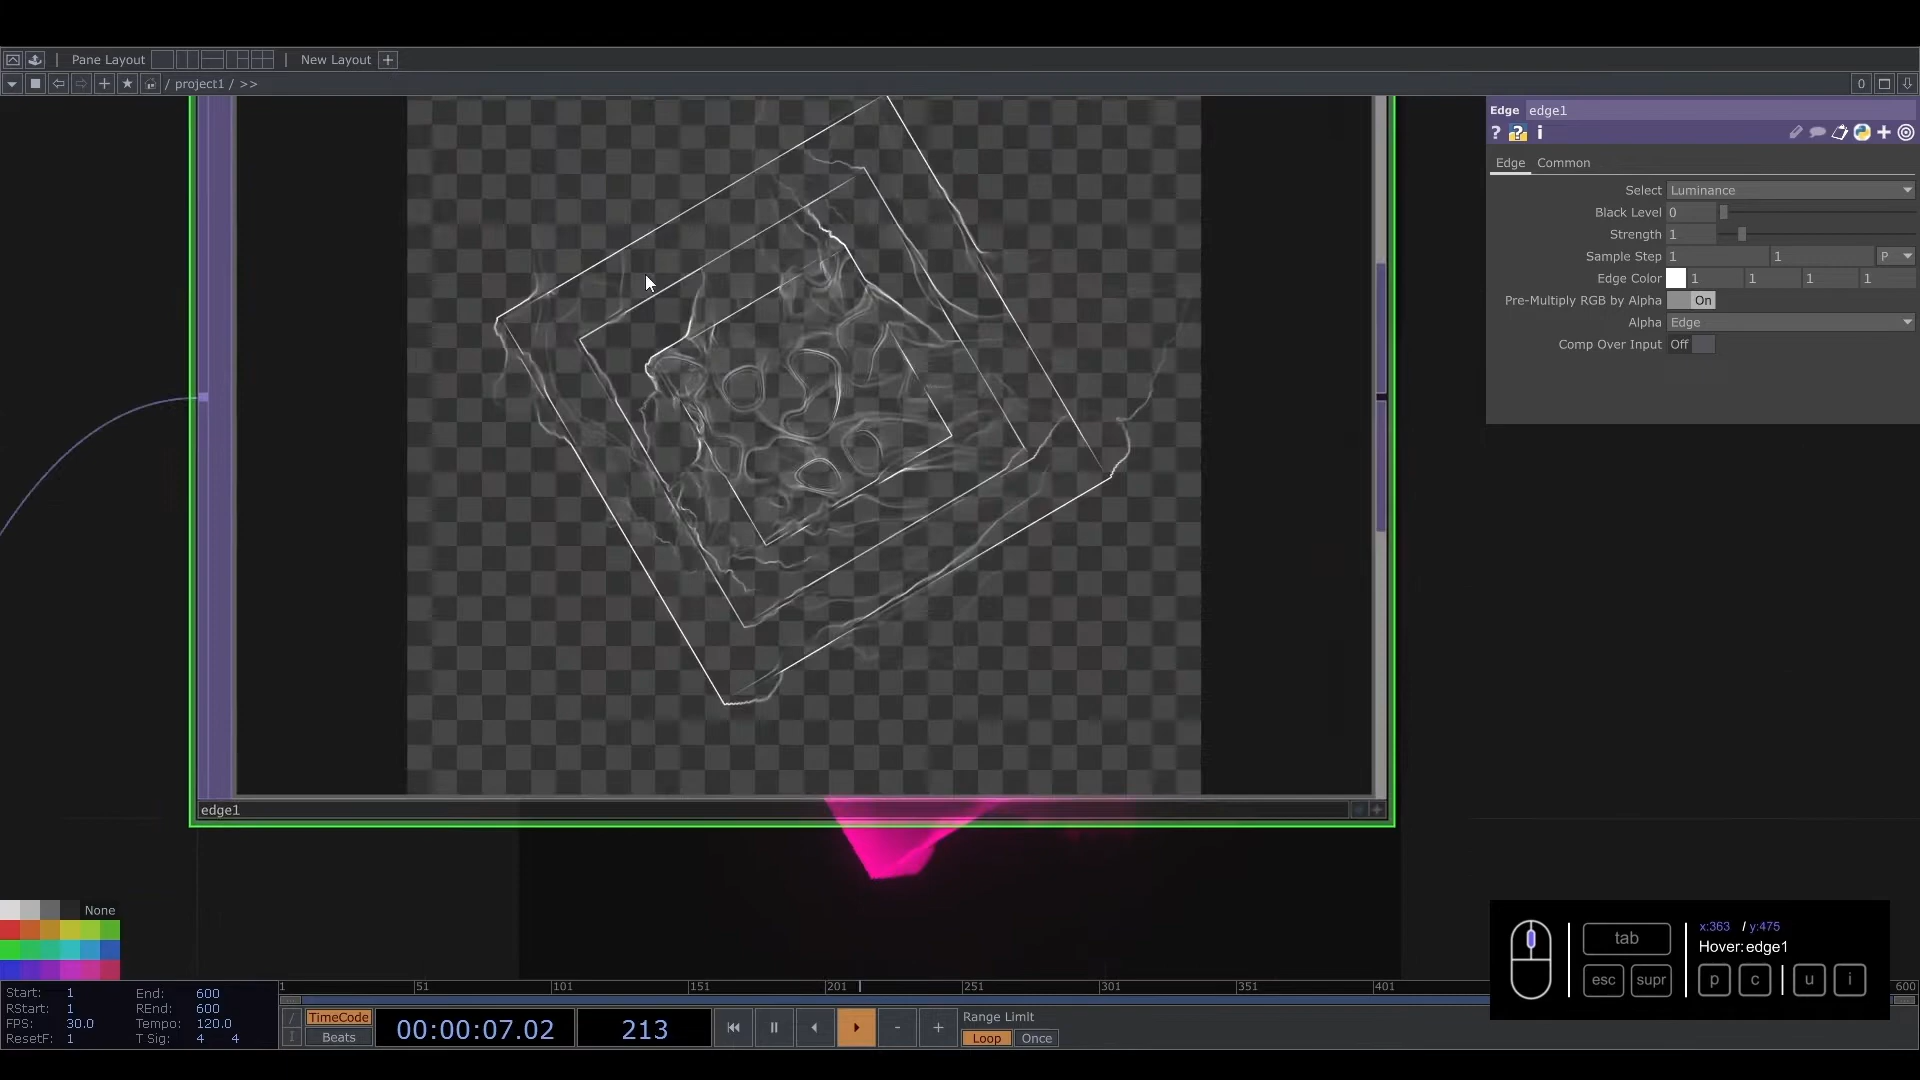 Pane Layout
New Layout
/ project1 / >>
0
Edge edge1
? ? i
Edge Common
Select Luminance
Black Level 0
Strength 1
Sample Step 1 1 P
Edge Color 1 1 1 1
Pre-Multiply RGB by Alpha On
Alpha Edge
Comp Over Input Off
edge1
None
x:363 / y:475
Hover: edge1
tab
esc supr p c u i
1 51 101 151 201 251 301 351 401 600
Start: 1 End: 600
RStart: 1 REnd: 600
FPS: 30.0 Tempo: 120.0
ResetF: 1 T Sig: 4 4
/ TimeCode
I Beats
00:00:07.02
213
- +
Range Limit
Loop Once